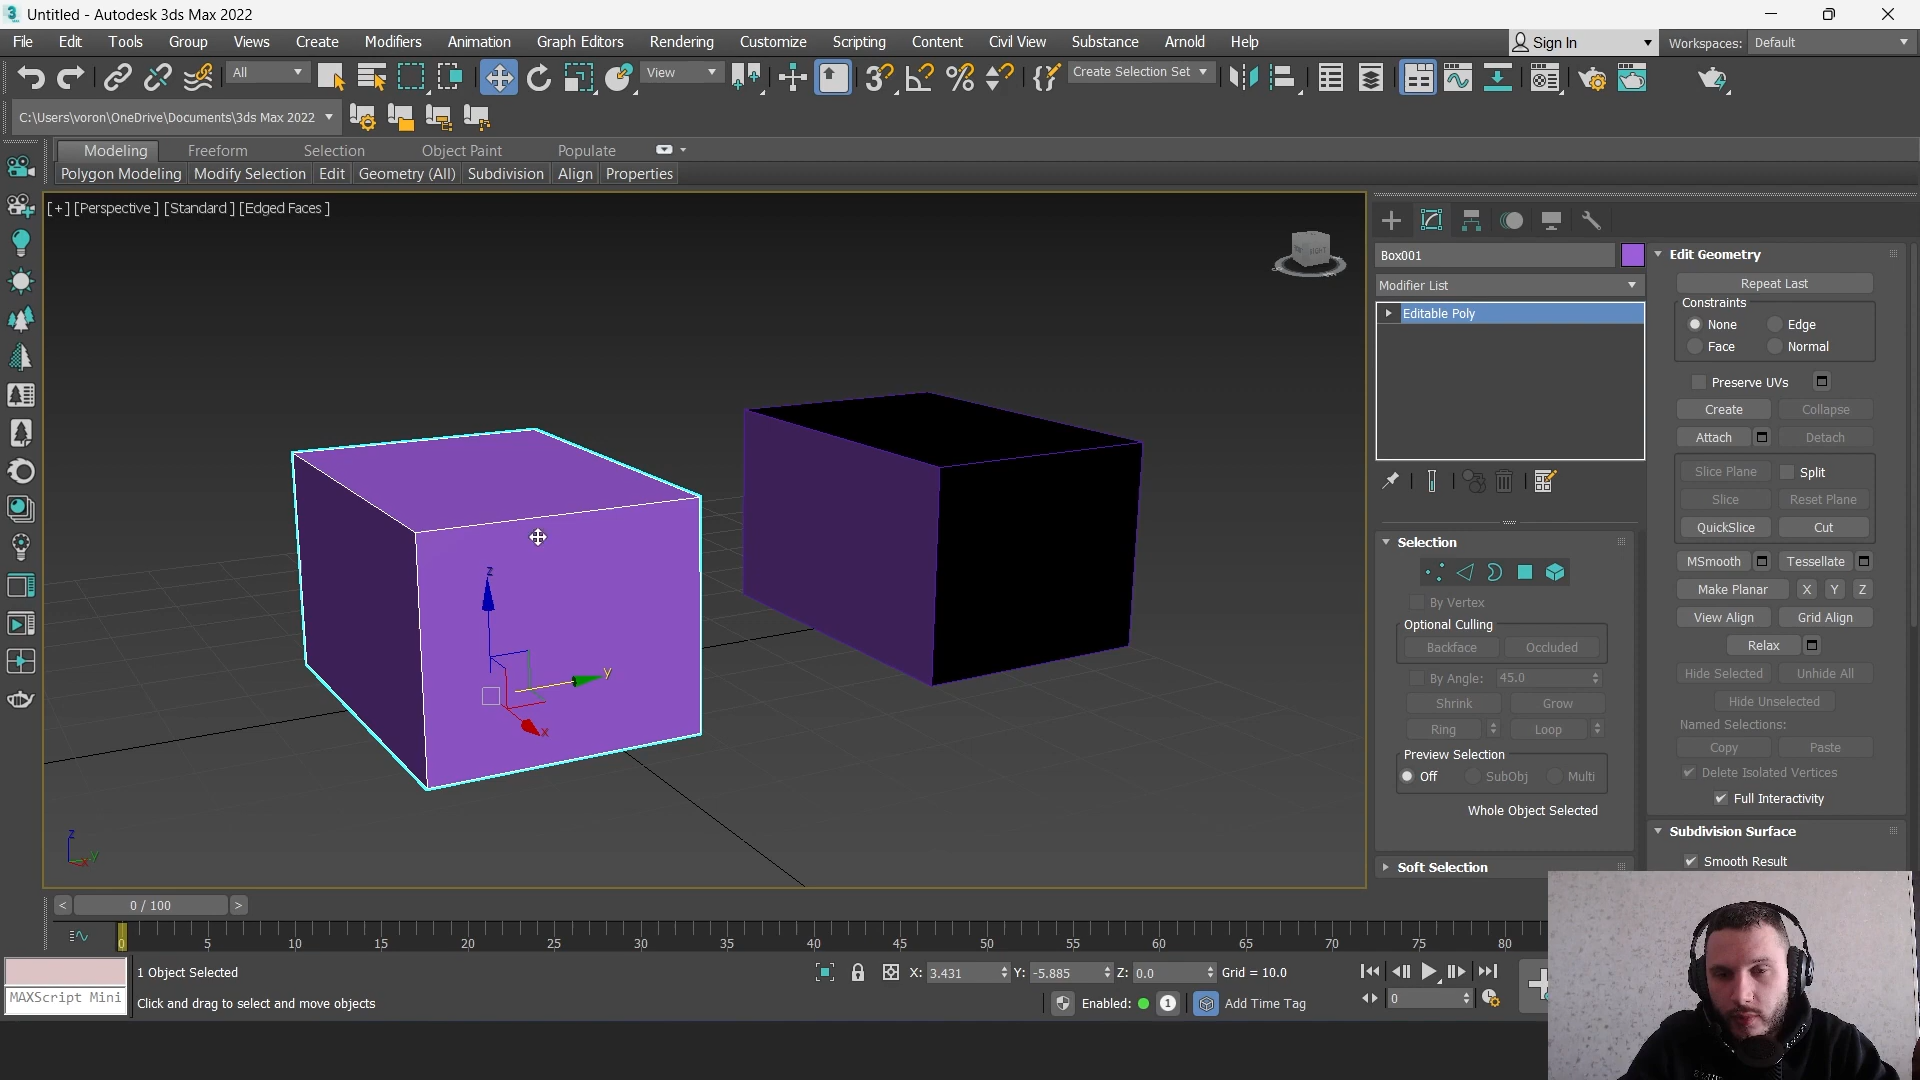 Untitled - Autodesk 3ds Max 2022
File Edit Tools Group Views Create Modifiers Animation Graph Editors Rendering Customize Scripting Content Civil View Substance Arnold Help
Sign In Workspaces: Default
All View Create Selection Set
C:\Users\voron\OneDrive\Documents\3ds Max 2022
Modeling Freeform Selection Object Paint Populate
Polygon Modeling Modify Selection Edit Geometry (All) Subdivision Align Properties
[+] [Perspective ] [Standard ] [Edged Faces ]
z
y
x
Box001
Modifier List
Editable Poly
Selection
By Vertex
Optional Culling
Backface Occluded
By Angle: 45.0
Shrink Grow
Ring Loop
Preview Selection
Off SubObj Multi
Whole Object Selected
Soft Selection
Edit Geometry
Repeat Last
Constraints
None Edge
Face Normal
Preserve UVs
Create Collapse
Attach Detach
Slice Plane Split
Slice Reset Plane
QuickSlice Cut
MSmooth Tessellate
Make Planar X Y Z
View Align Grid Align
Relax
Hide Selected Unhide All
Hide Unselected
Named Selections:
Copy Paste
Delete Isolated Vertices
Full Interactivity
Subdivision Surface
Smooth Result
< 0 / 100 >
0 5 10 15 20 25 30 35 40 45 50 55 60 65 70 75 80
1 Object Selected X: 3.431 Y: -5.885 Z: 0.0 Grid = 10.0
MAXScript Mini Click and drag to select and move objects Enabled: 1 Add Time Tag 0